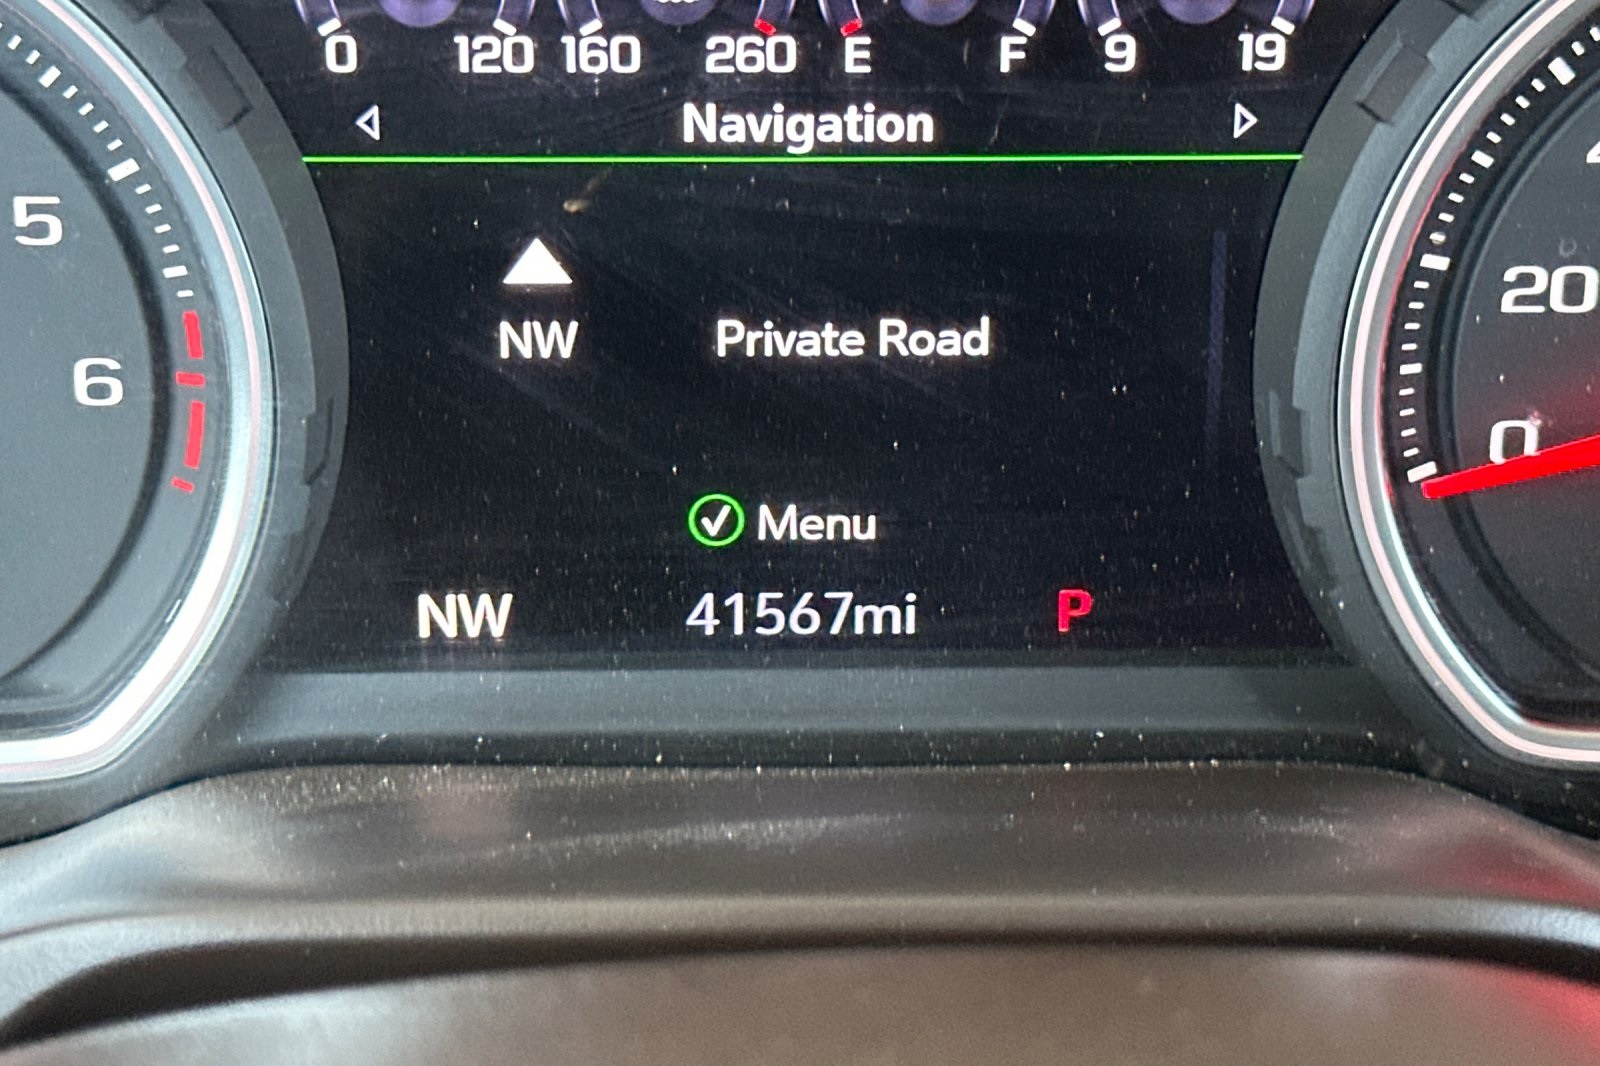 0 120 160 260 E F 9 19
Navigation
5
6
NW
Private Road
20
0
Menu
NW 41567mi P